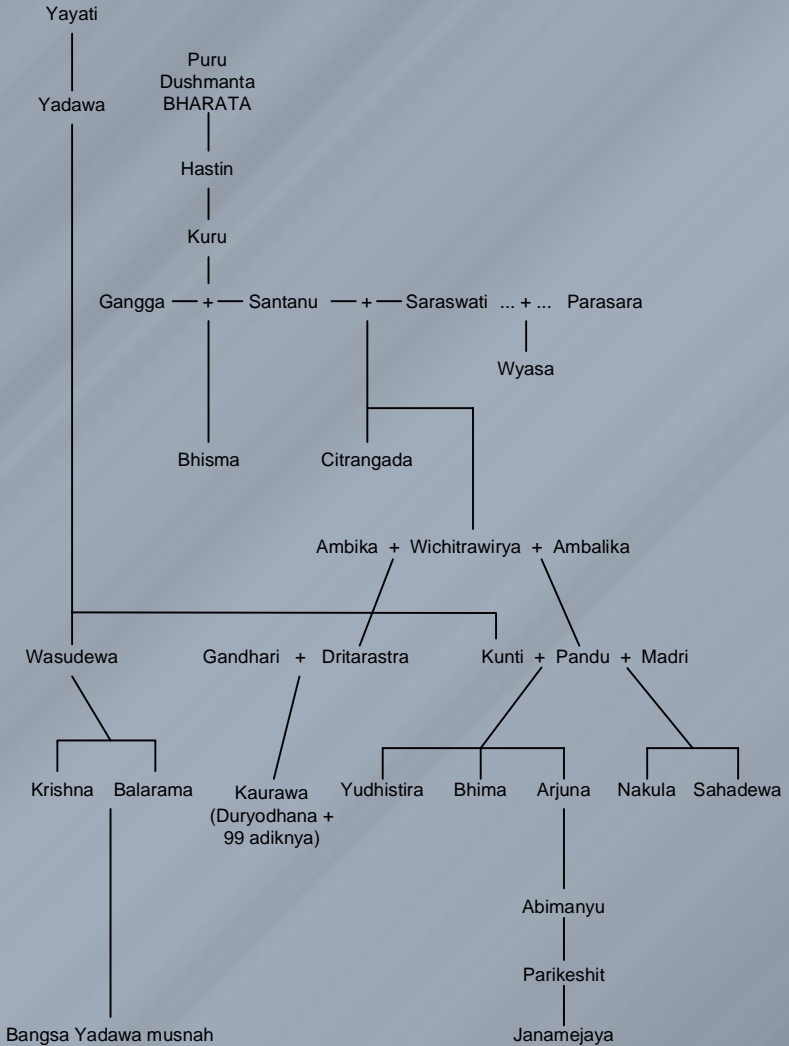 Yayati
Puru
Dushmanta
Yadawa
BHARATA
Hastin
Kuru
Gangga + Santanu + Saraswati ... + ... Parasara
Wyasa
Bhisma Citrangada
Ambika + Wichitrawirya + Ambalika
Wasudewa Gandhari + Dritarastra Kunti + Pandu + Madri
Krishna Balarama Kaurawa Yudhistira Bhima Arjuna Nakula Sahadewa
(Duryodhana +
99 adiknya)
Abimanyu
Parikeshit
Bangsa Yadawa musnah Janamejaya